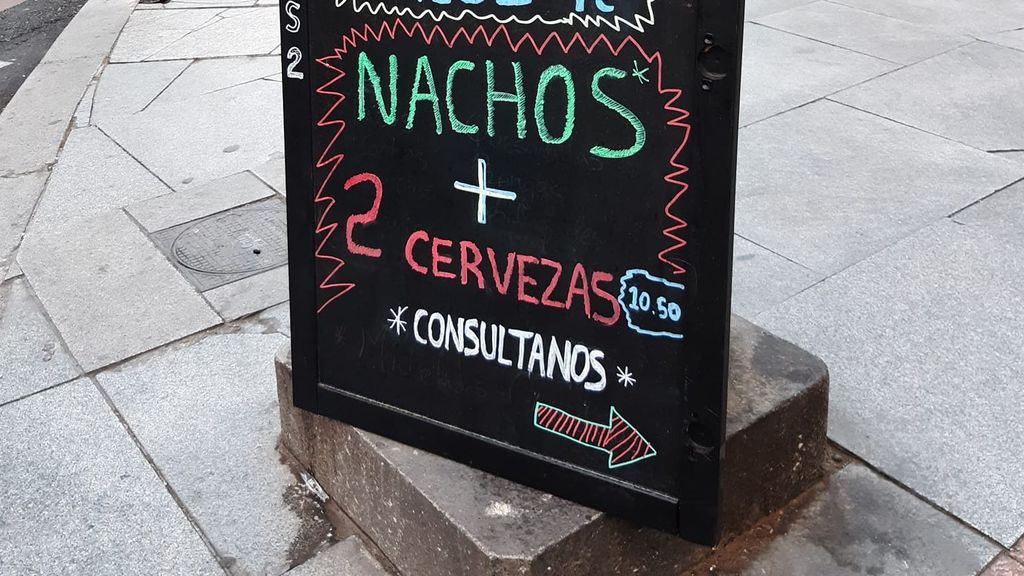 NACHOS*
+
2 CERVEZAS 10.50
* CONSULTANOS *